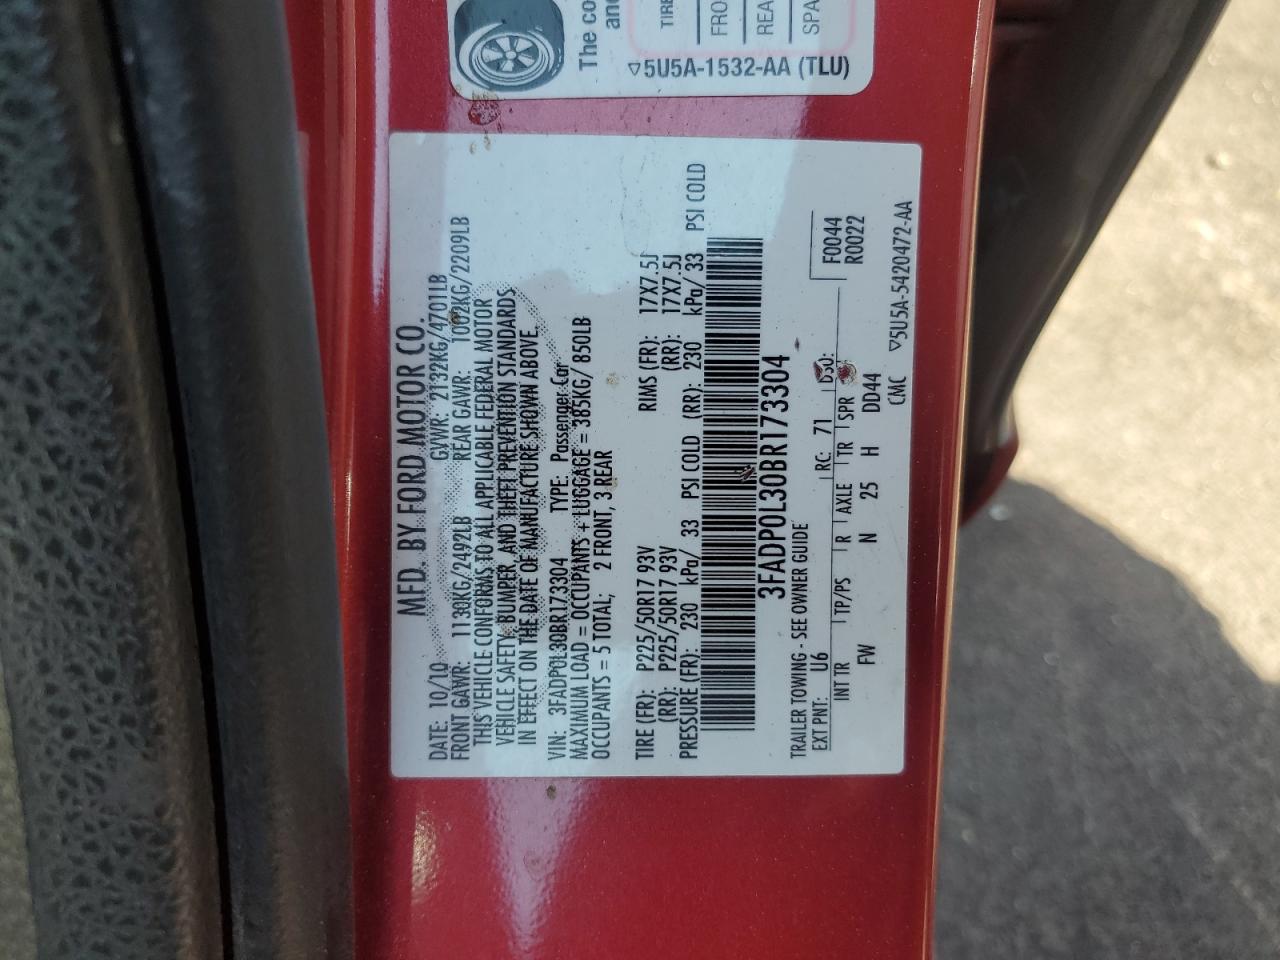 The co
and
TIRE
FRO
REA
SPA
▽5U5A-1532-AA (TLU)
MFD. BY FORD MOTOR CO.
DATE: 10/10 GVWR: 2132KG/4701LB
FRONT GAWR: 1130KG/2492LB REAR GAWR: 1002KG/2209LB
THIS VEHICLE CONFORMS TO ALL APPLICABLE FEDERAL MOTOR
VEHICLE SAFETY, BUMPER, AND THEFT PREVENTION STANDARDS
IN EFFECT ON THE DATE OF MANUFACTURE SHOWN ABOVE.
VIN: 3FADP0L30BR173304 TYPE: Passenger Car
MAXIMUM LOAD = OCCUPANTS + LUGGAGE = 385KG/ 850LB
OCCUPANTS = 5 TOTAL; 2 FRONT, 3 REAR
TIRE (FR): P225/50R17 93V RIMS (FR): 17X7.5J
(RR): P225/50R17 93V (RR): 17X7.5J
PRESSURE (FR): 230 kPa/ 33 PSI COLD (RR): 230 kPa/ 33 PSI COLD
3FADP0L30BR173304
TRAILER TOWING - SEE OWNER GUIDE
EXT PNT: U6 RC: 71 DSO: F0044
INT TR TP/PS R AXLE TR SPR R0022
FW N 25 H DD44
CMC ▽5U5A-5420472-AA